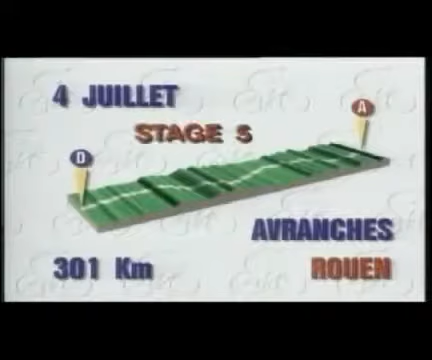 4 JUILLET
STAGE 5
A
D
AVRANCHES
301 Km
ROUEN